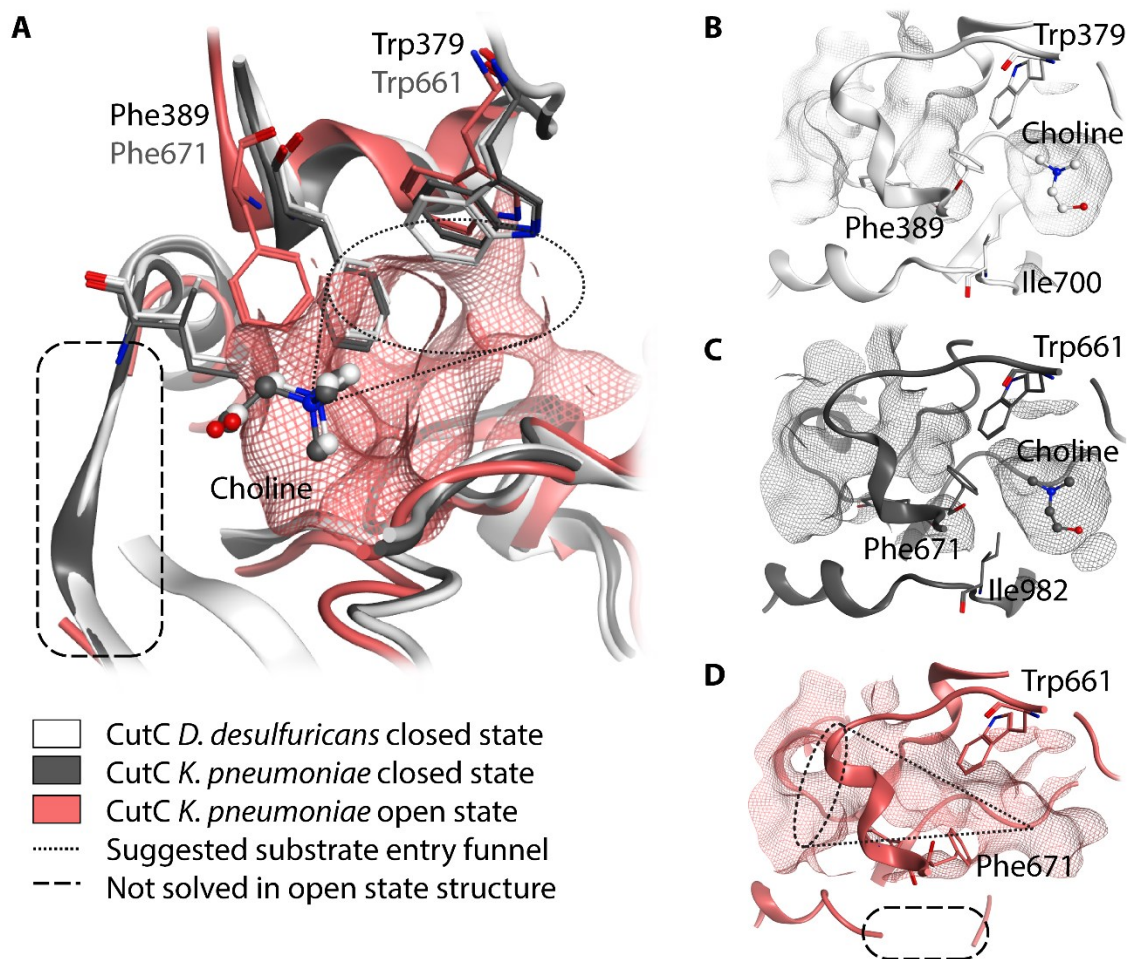 A
Trp379
Trp661
Phe389
Phe671
Choline
CutC D. desulfuricans closed state
CutC K. pneumoniae closed state
CutC K. pneumoniae open state
Suggested substrate entry funnel
Not solved in open state structure
B
Trp379
Choline
Phe389
Ile700
C
Trp661
Choline
Phe671
Ile982
D
Trp661
Phe671